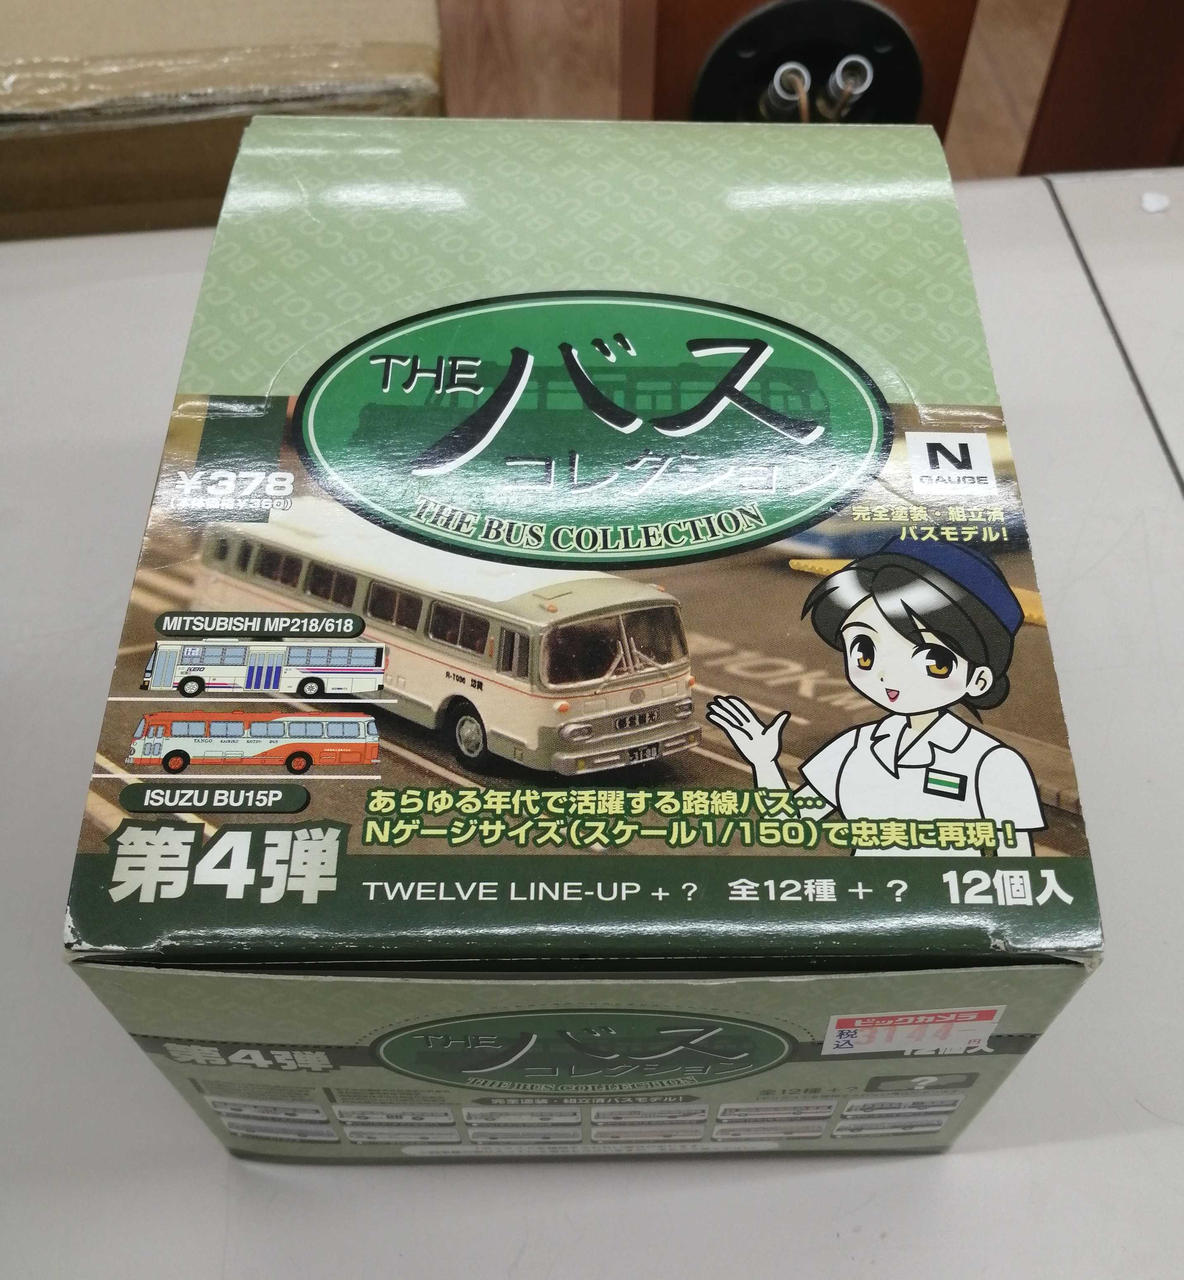 THE バス
コレクション
THE BUS COLLECTION
N
GAUGE
¥378
完全塗装・組立済
バスモデル!
MITSUBISHI MP218/618
ISUZU BU15P
あらゆる年代で活躍する路線バス…
Nゲージサイズ(スケール1/150)で忠実に再現!
第4弾
TWELVE LINE-UP + ? 全12種 + ? 12個入
THE バス
コレクション
THE BUS COLLECTION
第4弾
ビックカメラ
税込 3144 円
12個入
全12種 + ?
?
完全塗装・組立済バスモデル!